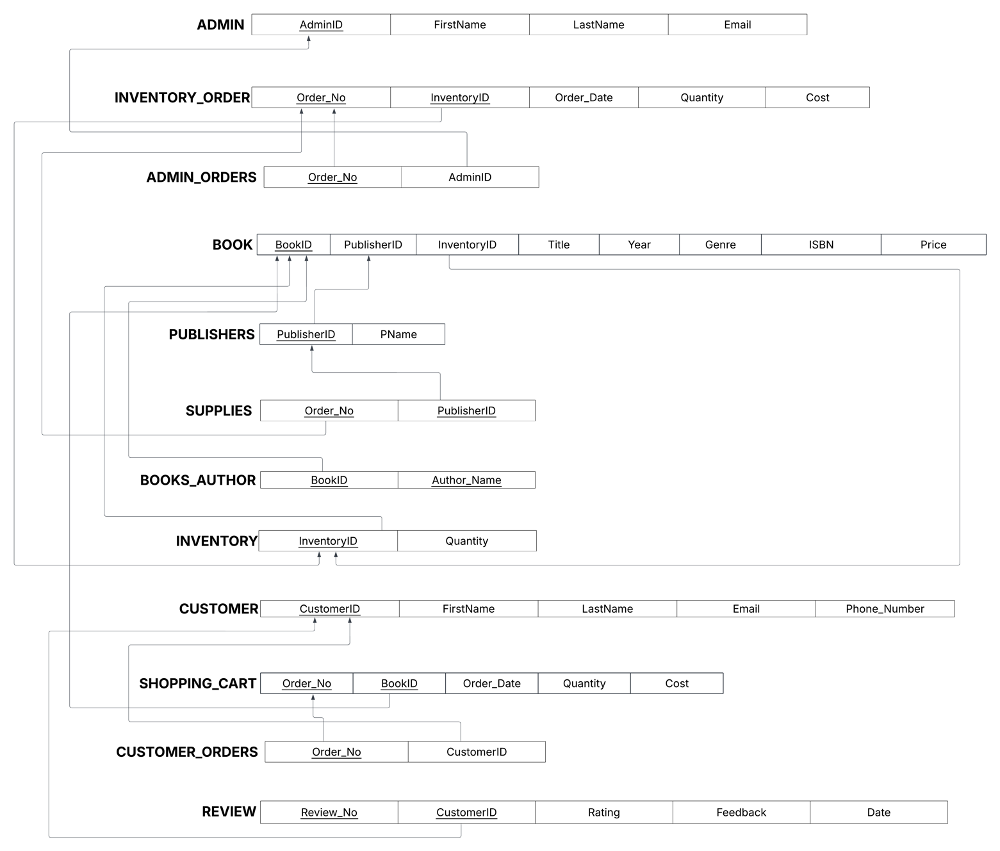 ADMIN AdminID FirstName LastName Email
INVENTORY_ORDER Order_No InventoryID Order_Date Quantity Cost
ADMIN_ORDERS Order_No AdminID
BOOK BookID PublisherID InventoryID Title Year Genre ISBN Price
PUBLISHERS PublisherID PName
SUPPLIES Order_No PublisherID
BOOKS_AUTHOR BookID Author_Name
INVENTORY InventoryID Quantity
CUSTOMER CustomerID FirstName LastName Email Phone_Number
SHOPPING_CART Order_No BookID Order_Date Quantity Cost
CUSTOMER_ORDERS Order_No CustomerID
REVIEW Review_No CustomerID Rating Feedback Date